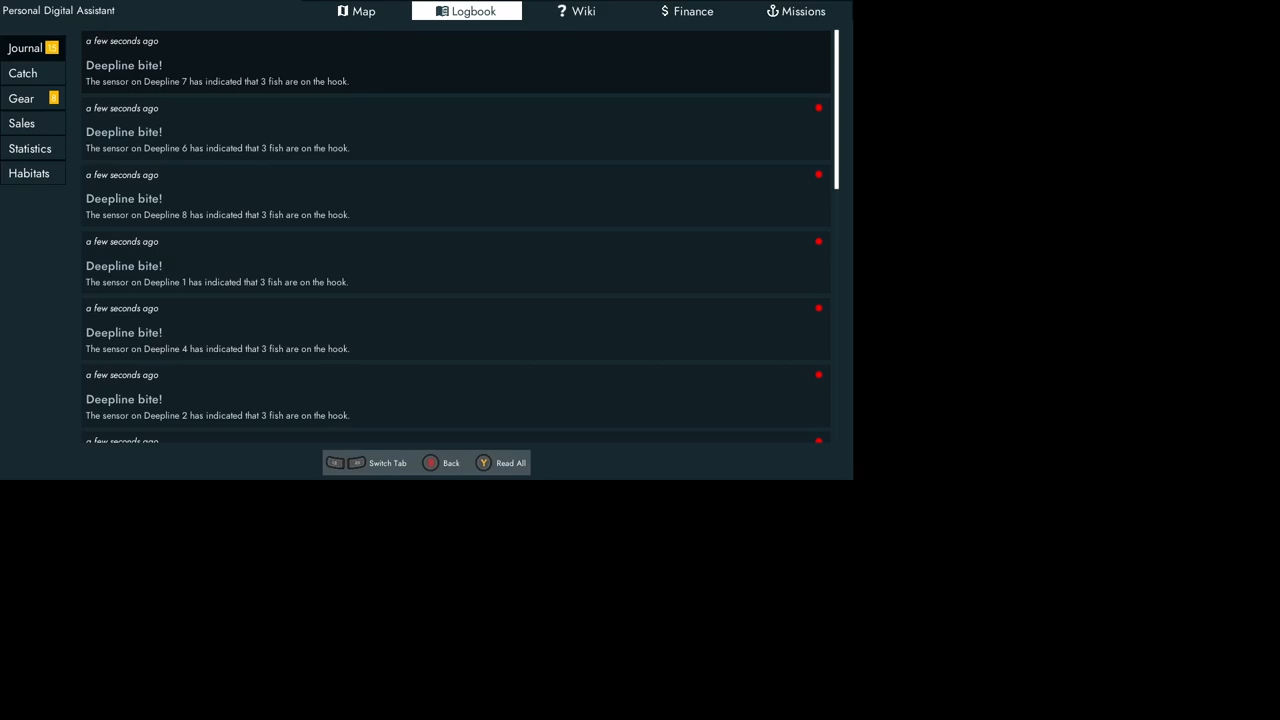 Personal Digital Assistant
Map
Logbook
? Wiki
$ Finance
Missions
Journal 15
Catch
Gear 8
Sales
Statistics
Habitats
a few seconds ago
Deepline bite!
The sensor on Deepline 7 has indicated that 3 fish are on the hook.
a few seconds ago
Deepline bite!
The sensor on Deepline 6 has indicated that 3 fish are on the hook.
a few seconds ago
Deepline bite!
The sensor on Deepline 8 has indicated that 3 fish are on the hook.
a few seconds ago
Deepline bite!
The sensor on Deepline 1 has indicated that 3 fish are on the hook.
a few seconds ago
Deepline bite!
The sensor on Deepline 4 has indicated that 3 fish are on the hook.
a few seconds ago
Deepline bite!
The sensor on Deepline 2 has indicated that 3 fish are on the hook.
a few seconds ago
Switch Tab
B Back
Y Read All